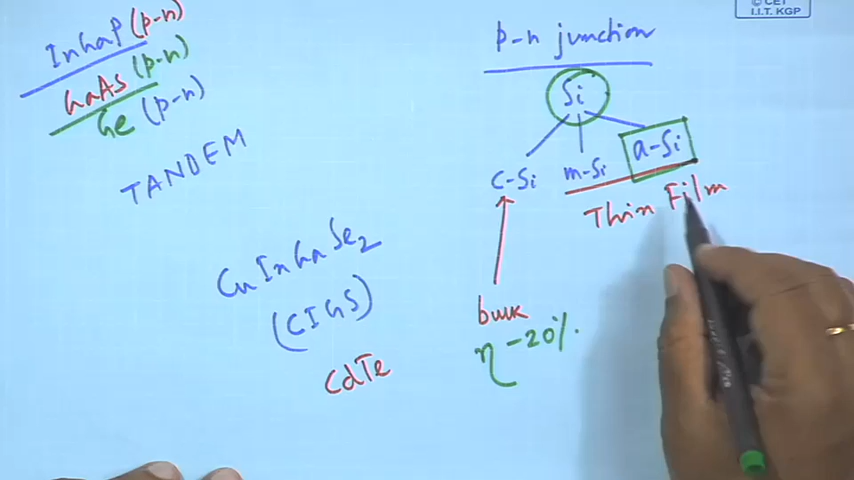 InGaP (p-n)
GaAs (p-n)
Ge (p-n)
TANDEM
CuInGaSe2
(CIGS)
CdTe
© CET
I.I.T. KGP
p-n junction
Si
c-Si m-Si a-Si
Thin Film
bulk
η -20%.